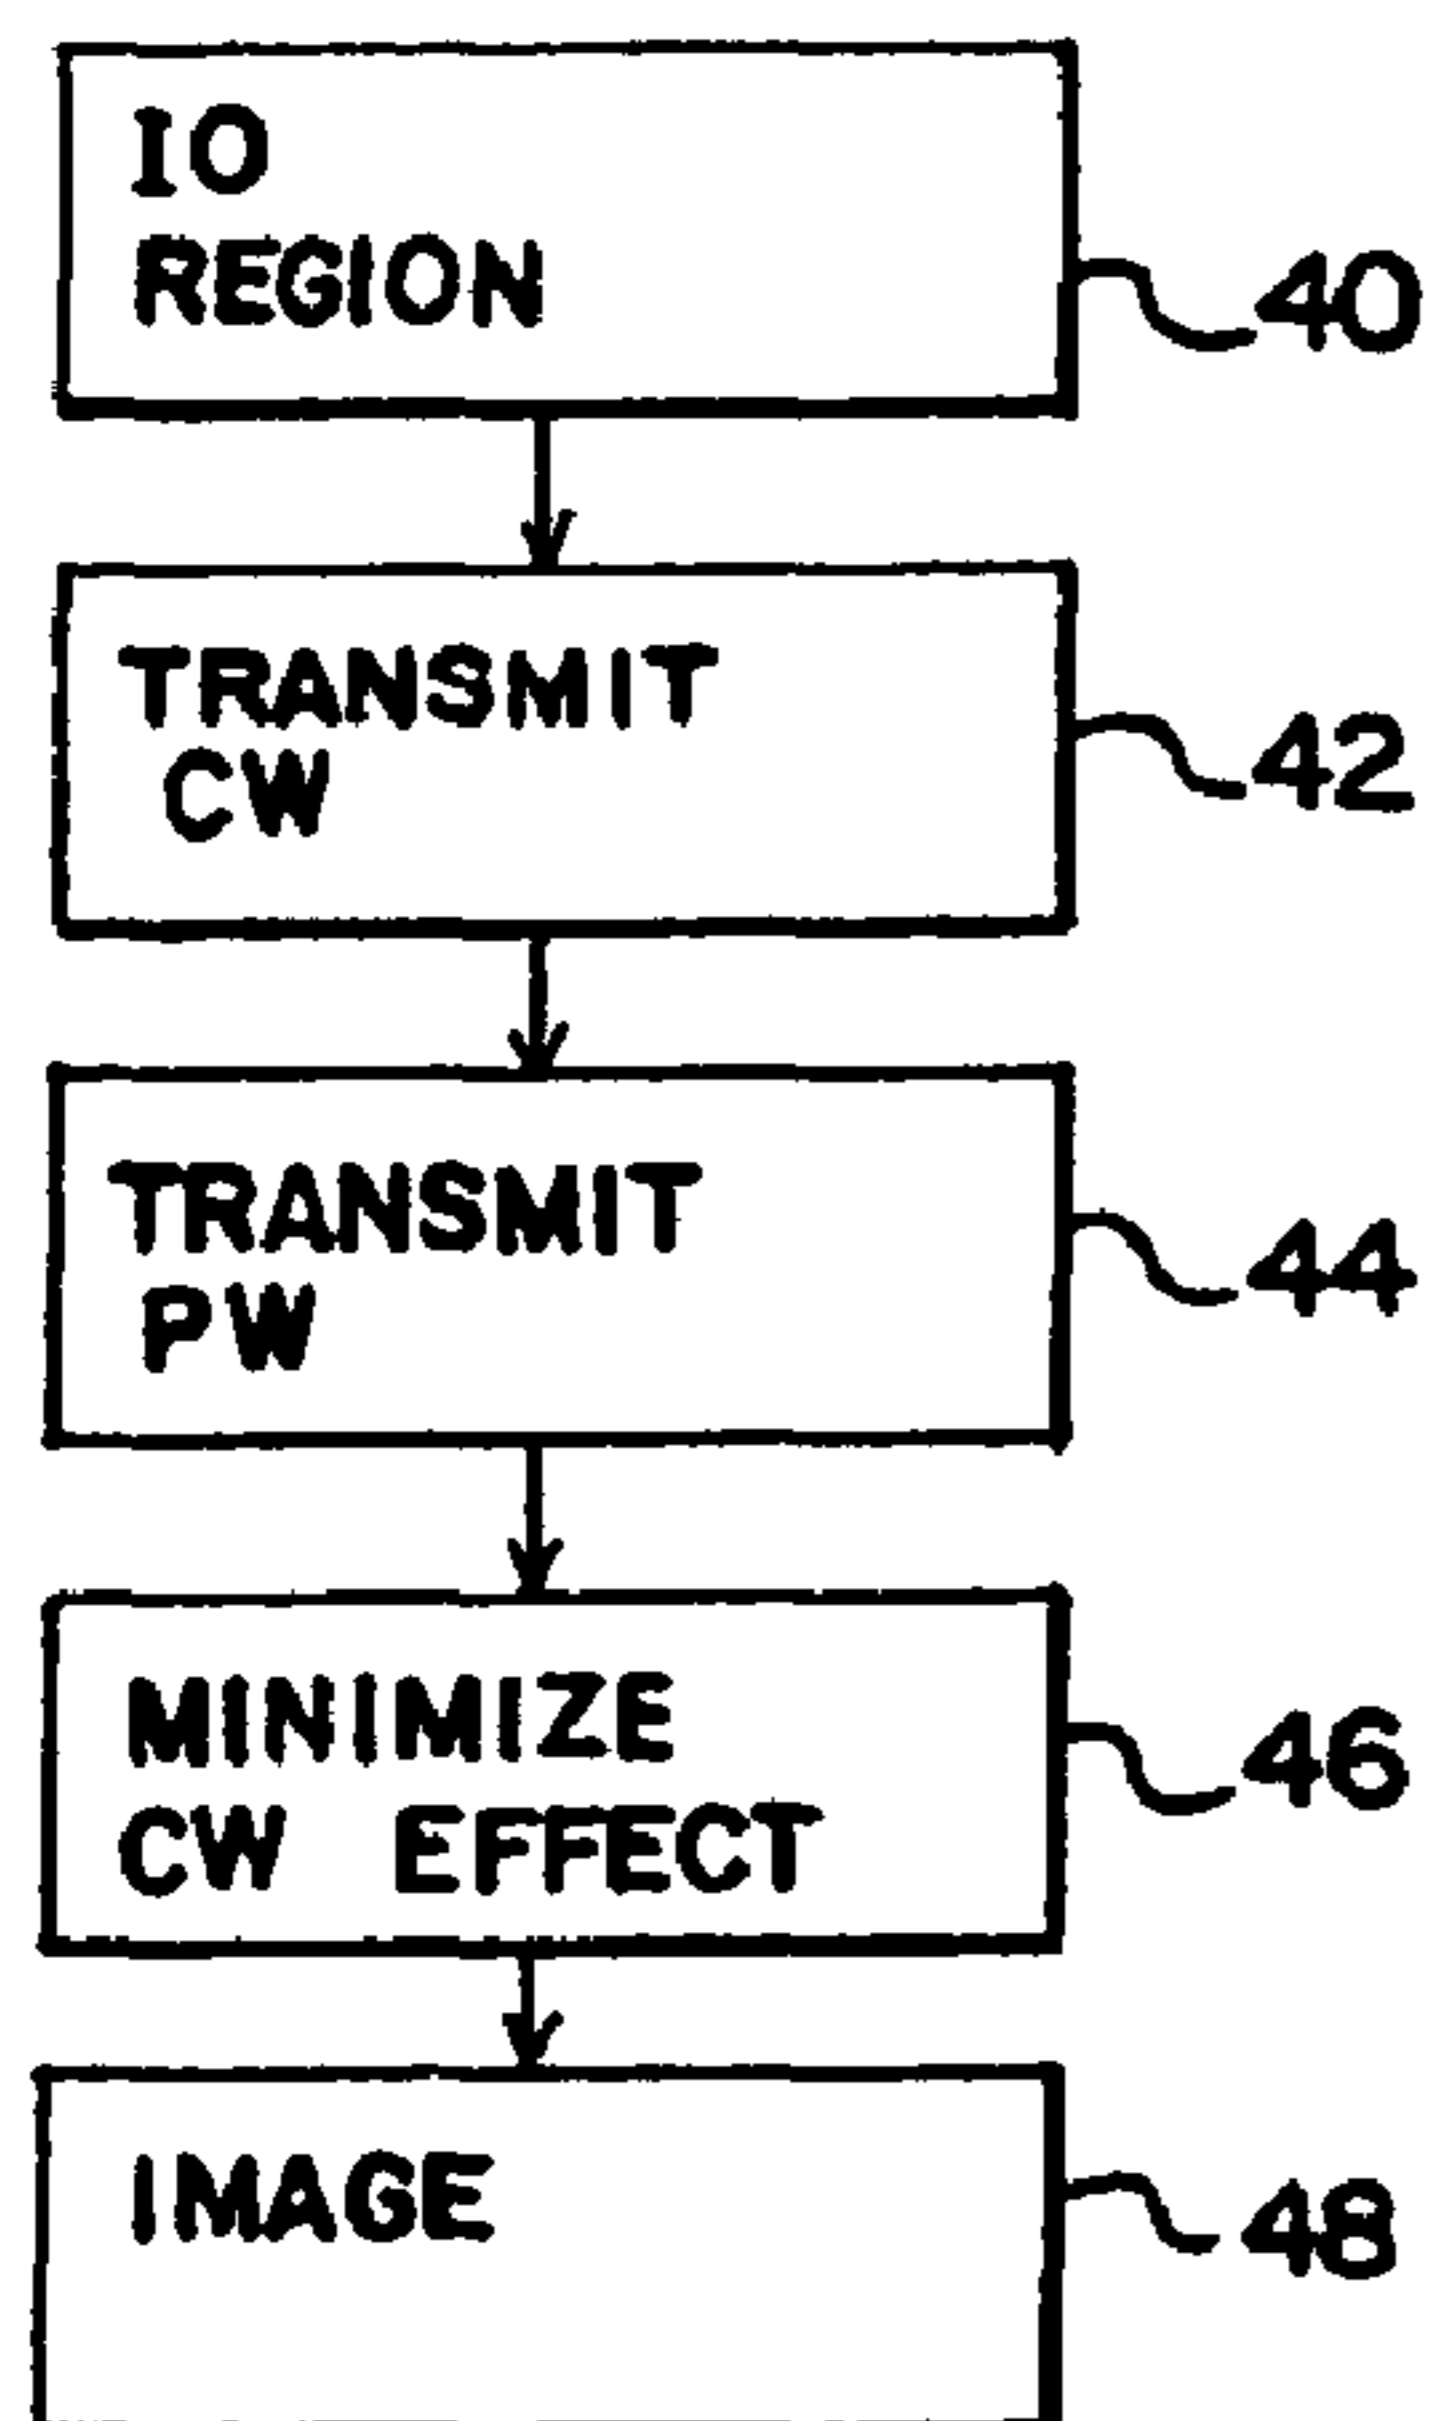 IO
REGION
40
TRANSMIT
CW
42
TRANSMIT
PW
44
MINIMIZE
CW EFFECT
46
IMAGE
48